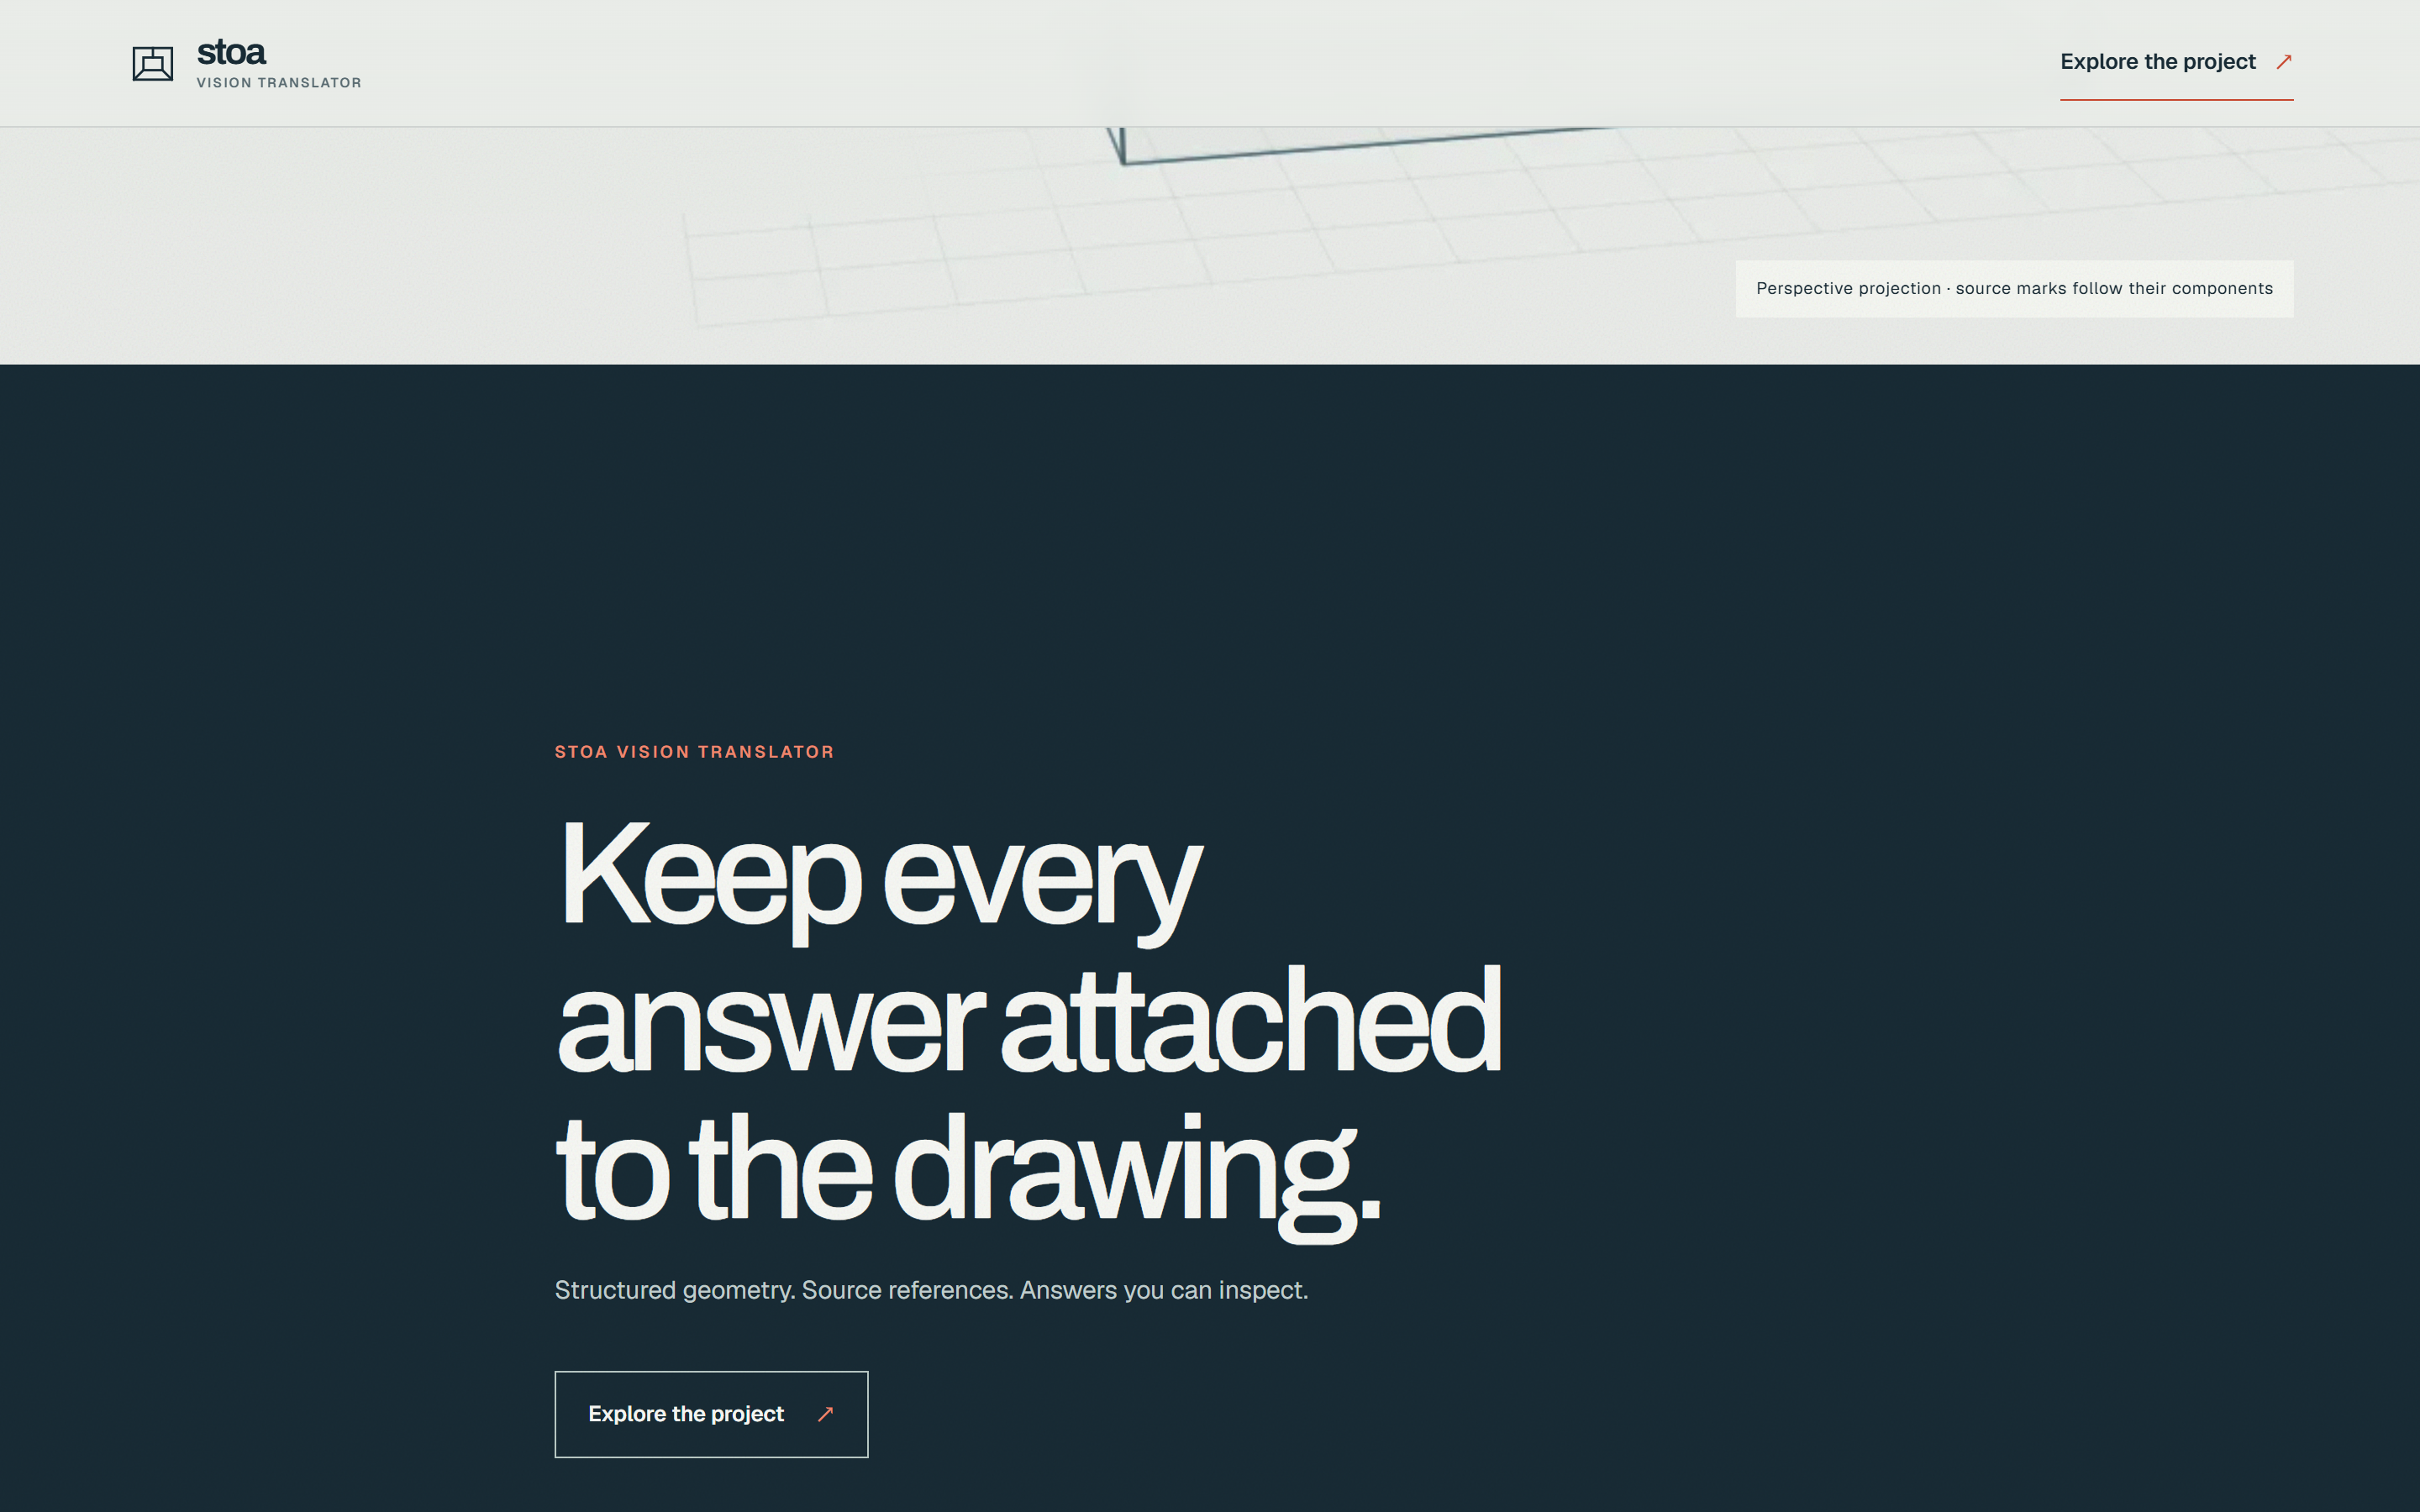 stoa
VISION TRANSLATOR
Explore the project ↗
Perspective projection · source marks follow their components
STOA VISION TRANSLATOR
Keep every
answer attached
to the drawing.
Structured geometry. Source references. Answers you can inspect.
Explore the project ↗